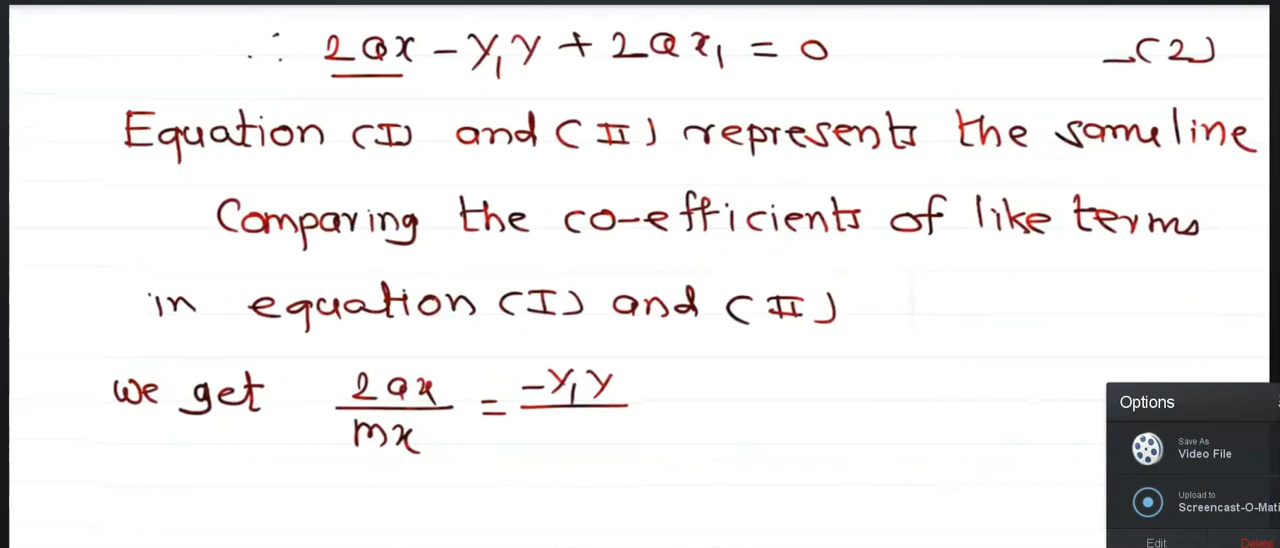 ∴ 2ax - y₁y + 2ax₁ = 0 _(2)
Equation (I) and (II) represents the same line
Comparing the co-efficients of like terms
in equation (I) and (II)
we get 2ax/mx = -y₁y/
Options
Save As
Video File
Upload to
Screencast-O-Mati
Edit Delete